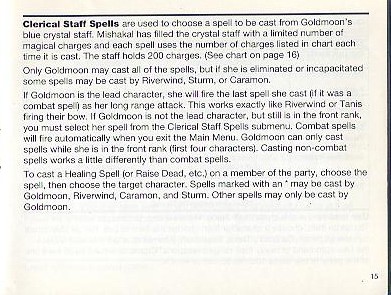 Clerical Staff Spells are used to choose a spell to be cast from Goldmoon's
blue crystal staff. Mishakal has filled the crystal staff with a limited number of
magical charges and each spell uses the number of charges listed in chart each
time it is cast. The staff holds 200 charges. (See chart on page 16)
Only Goldmoon may cast all of the spells, but if she is eliminated or incapacitated
some spells may be cast by Riverwind, Sturm, or Caramon.
If Goldmoon is the lead character, she will fire the last spell she cast (if it was a
combat spell) as her long range attack. This works exactly like Riverwind or Tanis
firing their bow. If Goldmoon is not the lead character, but still is in the front rank,
you must select her spell from the Clerical Staff Spells submenu. Combat spells
will fire automatically when you exit the Main Menu. Goldmoon can only cast
spells while she is in the front rank (first four characters). Casting non-combat
spells works a little differently than combat spells.
To cast a Healing Spell (or Raise Dead, etc.) on a member of the party, choose the
spell, then choose the target character. Spells marked with an * may be cast by
Goldmoon, Riverwind, Caramon, and Sturm. Other spells may only be cast by
Goldmoon.
15